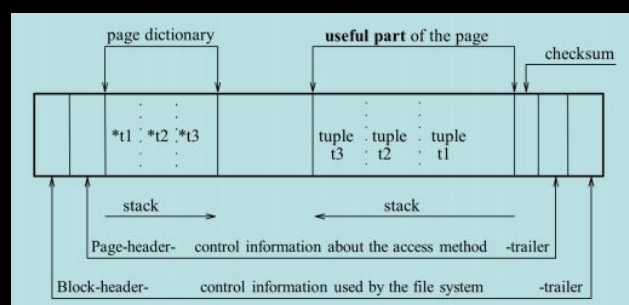 page dictionary
useful part of the page
checksum
*t1 *t2 *t3
tuple tuple tuple
t3 t2 t1
stack stack
Page-header- control information about the access method -trailer
Block-header- control information used by the file system -trailer